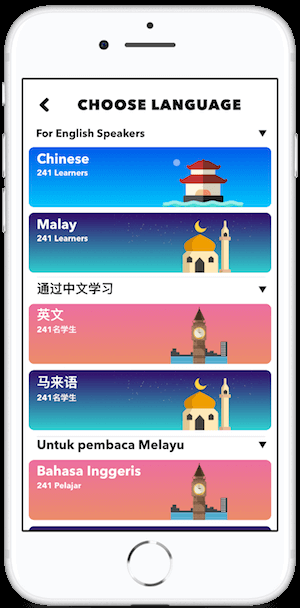 CHOOSE LANGUAGE
For English Speakers
Chinese
241 Learners
Malay
241 Learners
通过中文学习
英文
241名学生
马来语
241名学生
Untuk pembaca Melayu
Bahasa Inggeris
241 Pelajar